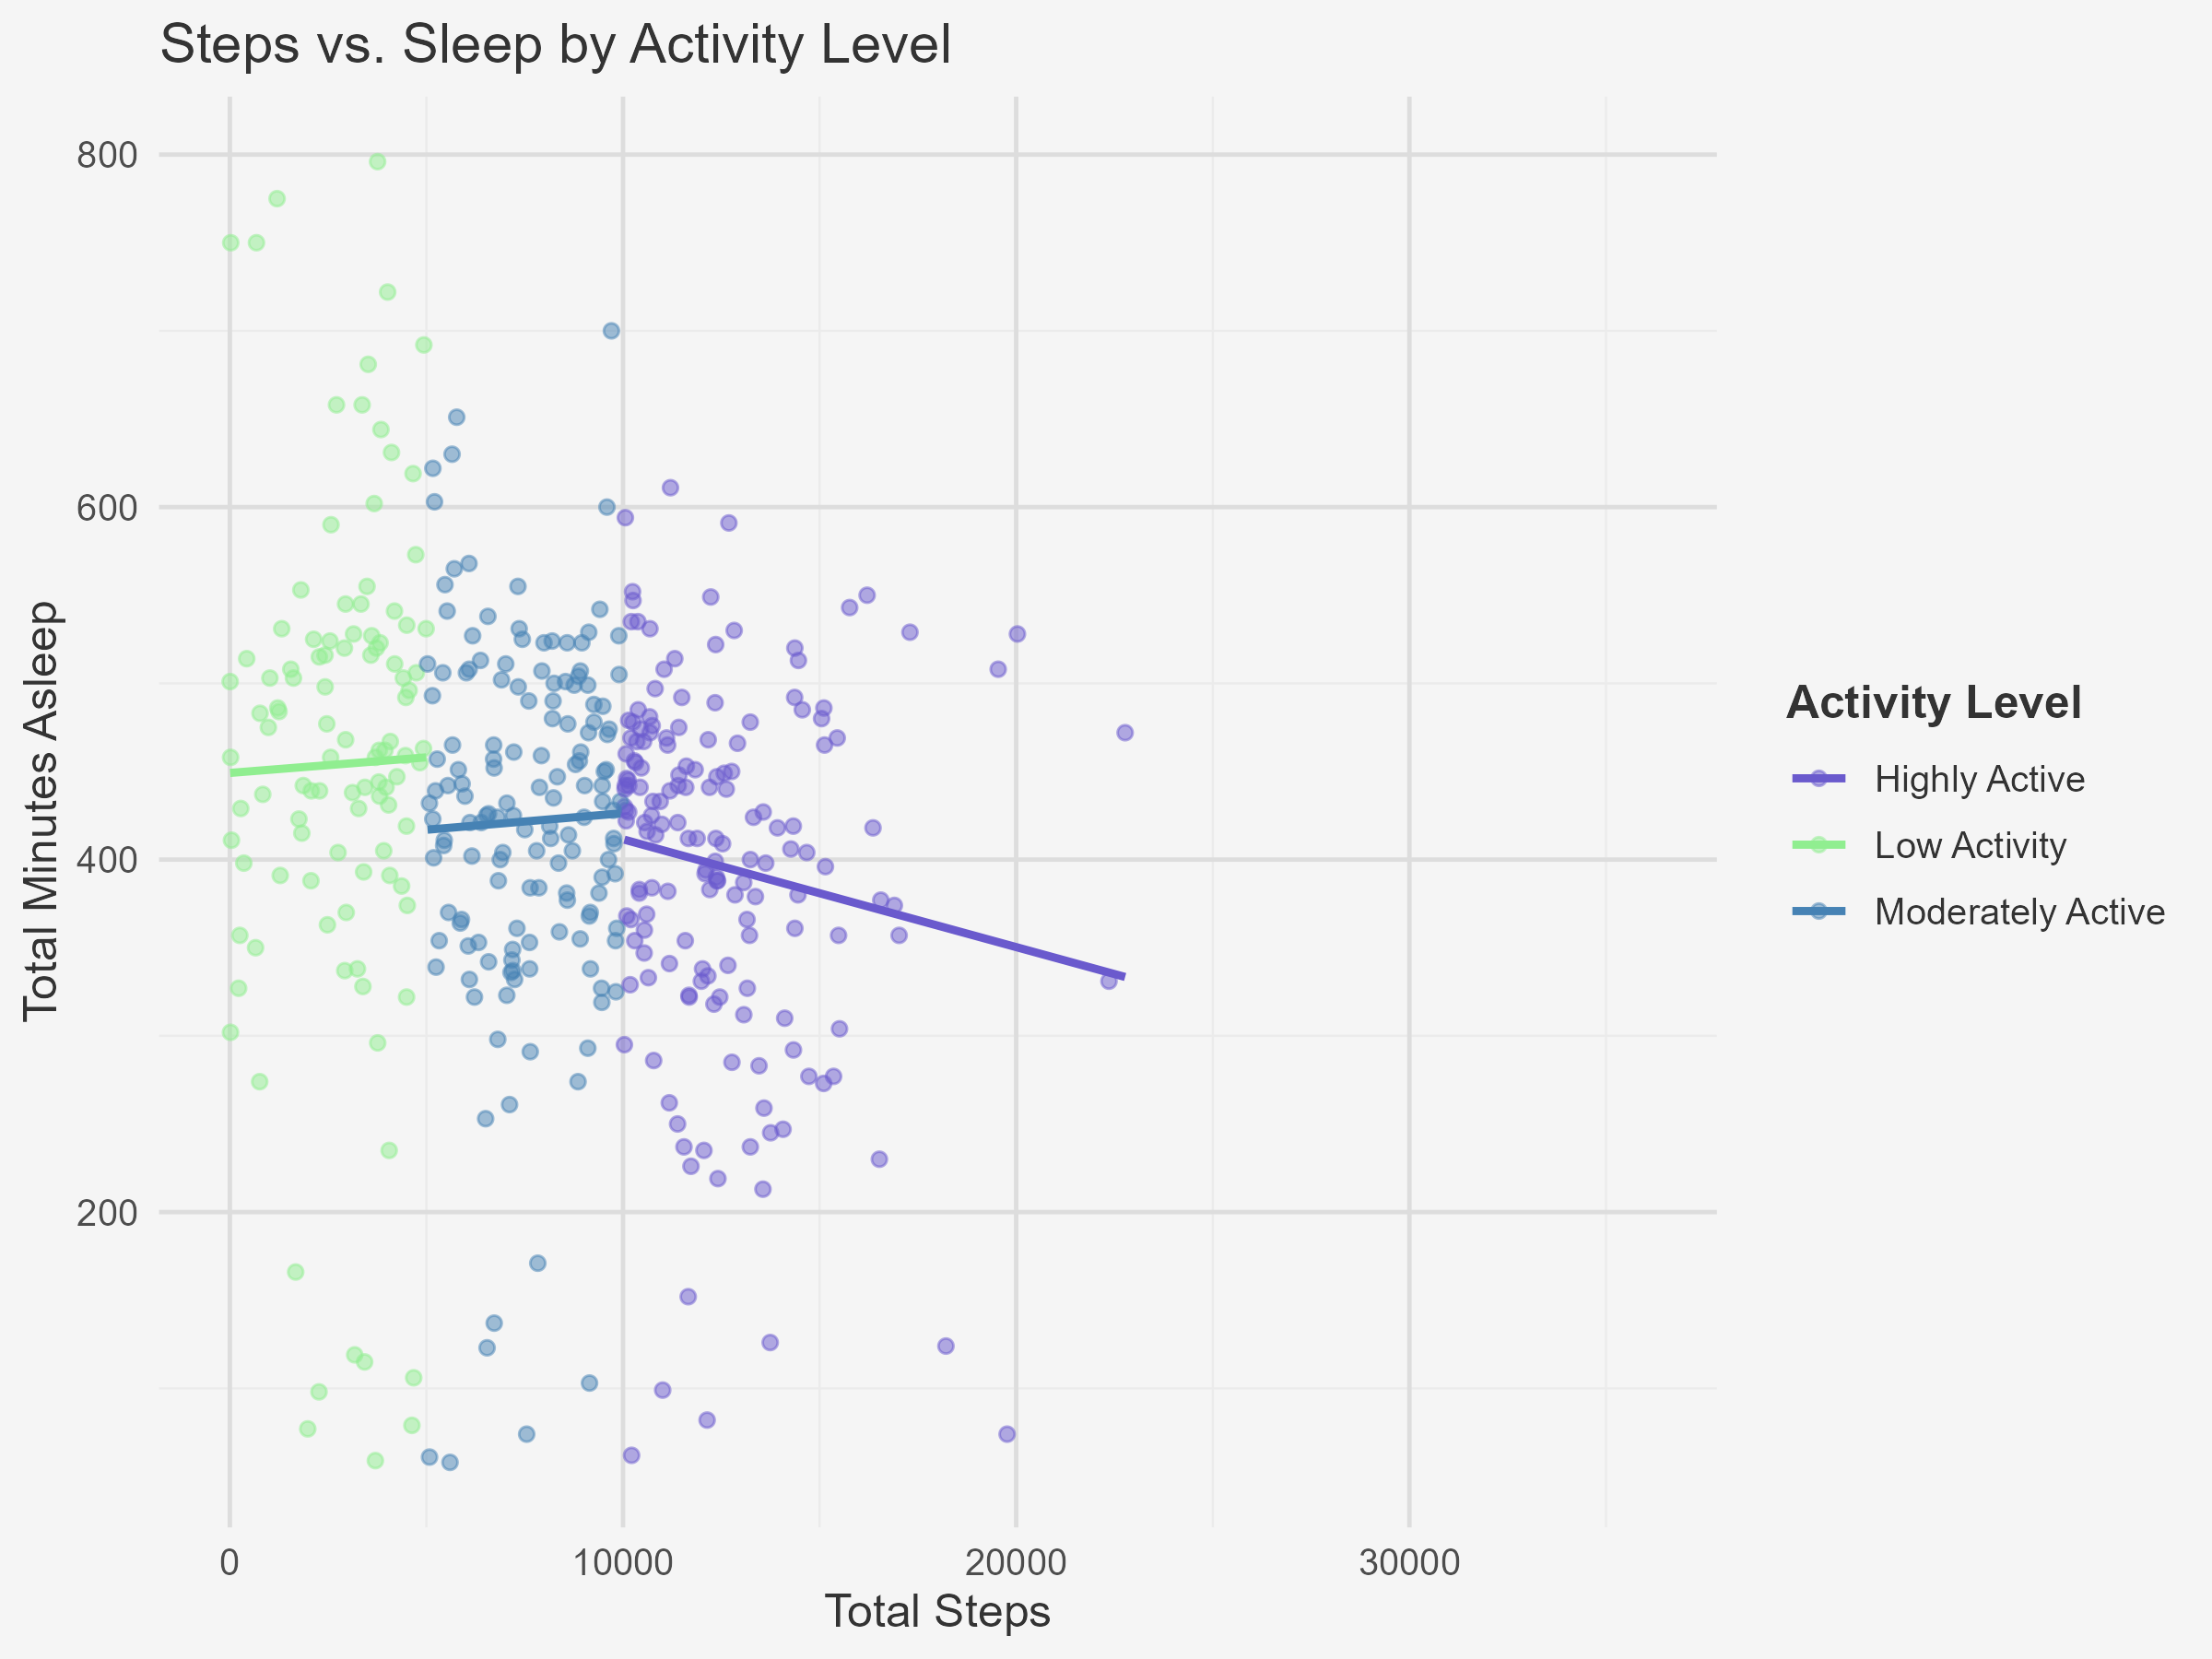 Steps vs. Sleep by Activity Level
800
600
400
200
Total Minutes Asleep
0
10000
20000
30000
Total Steps
Activity Level
Highly Active
Low Activity
Moderately Active